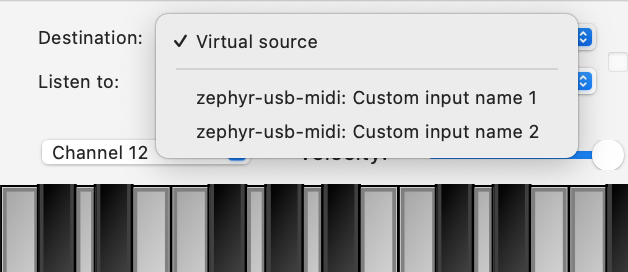 Destination:
✓ Virtual source
Listen to:
zephyr-usb-midi: Custom input name 1
zephyr-usb-midi: Custom input name 2
Channel 12
Velocity: